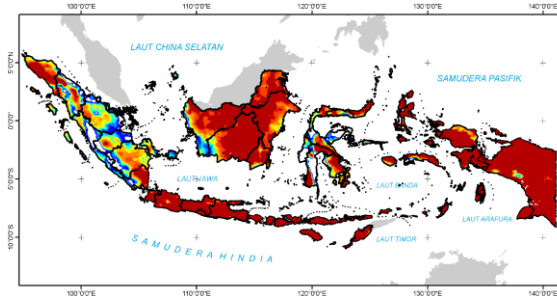 100°0'0"E 110°0'0"E 120°0'0"E 130°0'0"E 140°0'0"E
LAUT CHINA SELATAN
5°0'0"N
SAMUDERA PASIFIK
0°0'0"
LAUT JAWA
5°0'0"S
LAUT BANDA
LAUT ARAFURA
10°0'0"S
LAUT TIMOR
SAMUDERA HINDIA
100°0'0"E 110°0'0"E 120°0'0"E 130°0'0"E 140°0'0"E